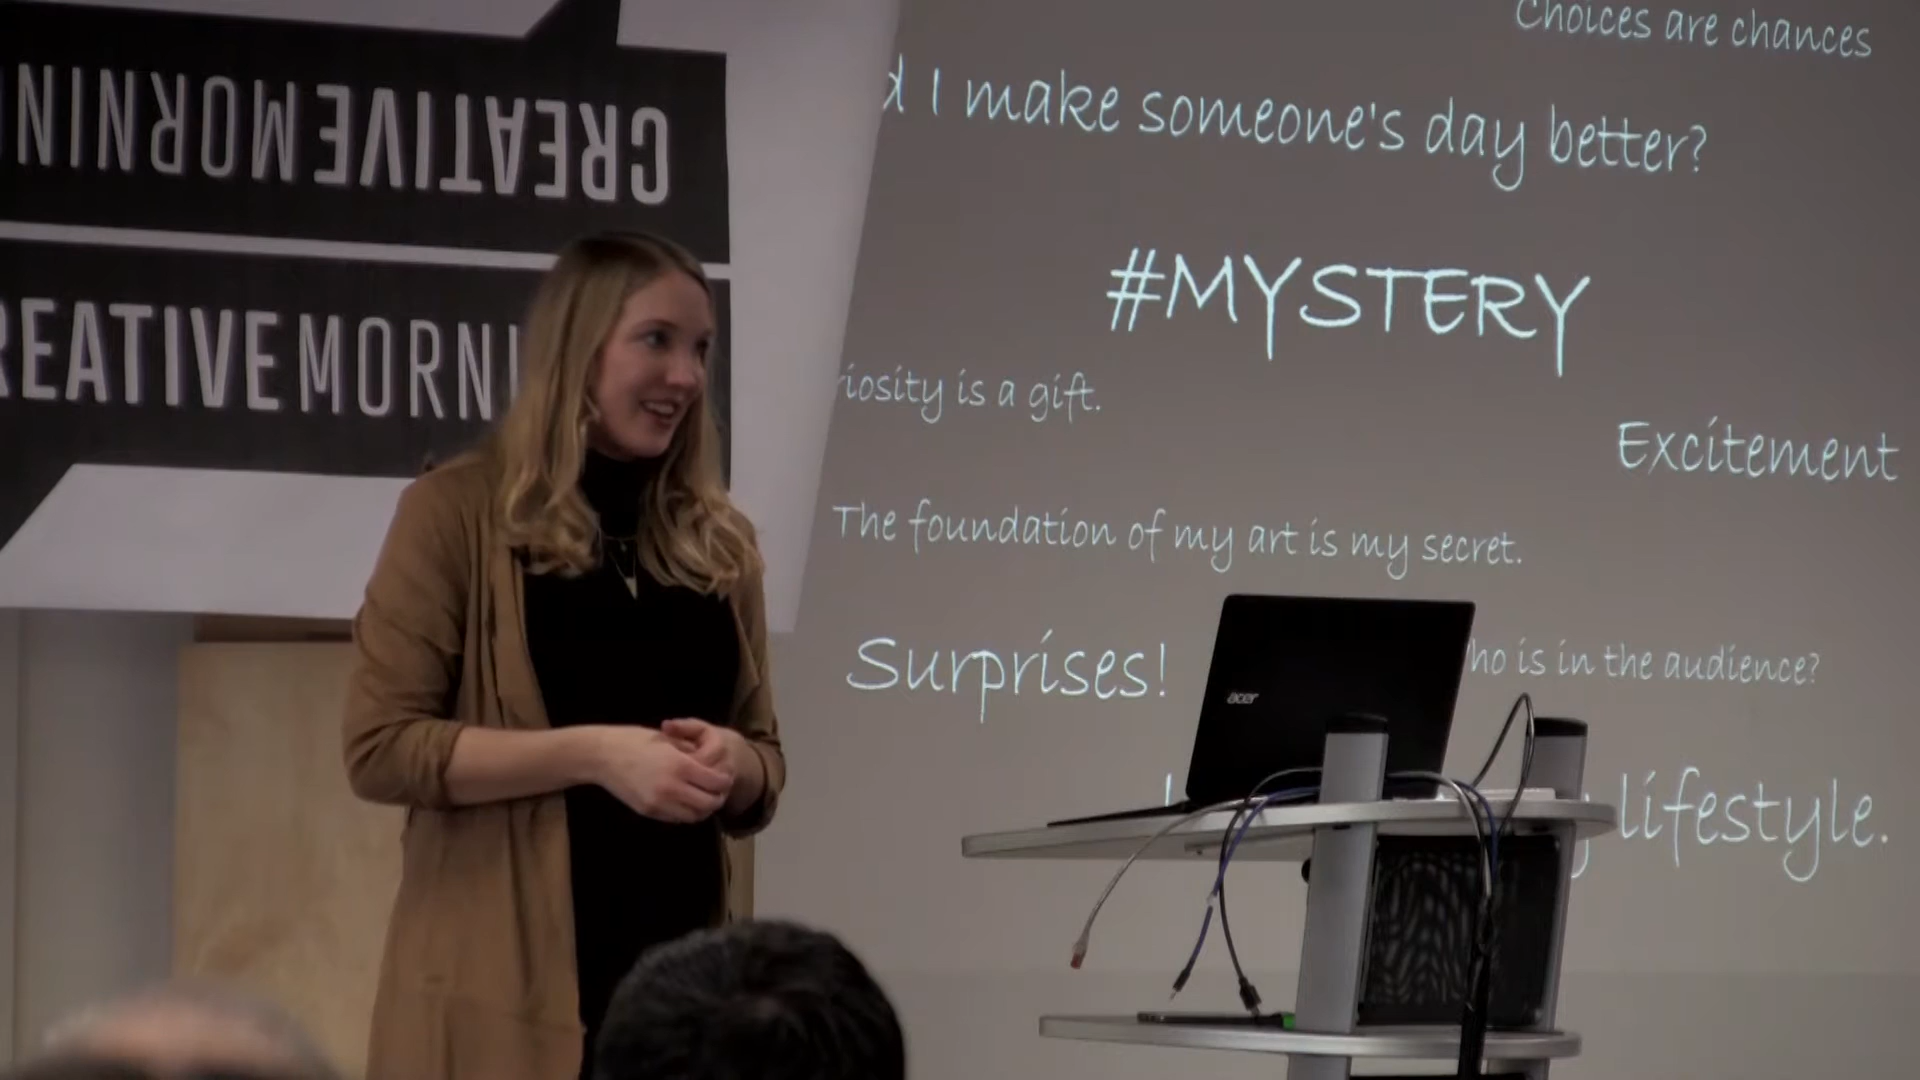 CREATIVEMORNIN
REATIVEMORNI
Choices are chances
d I make someone's day better?
#MYSTERY
iosity is a gift.
Excitement
The foundation of my art is my secret.
Surprises!
ho is in the audience?
lifestyle.
acer